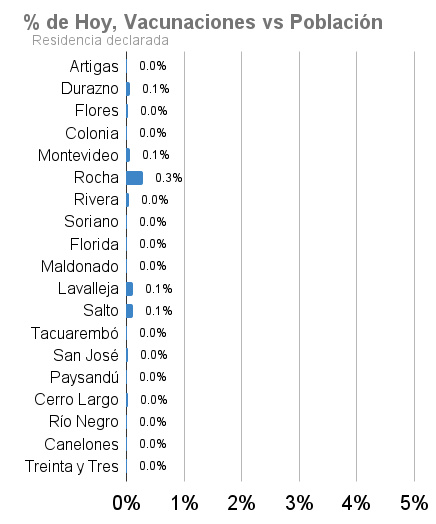 % de Hoy, Vacunaciones vs Población
Residencia declarada
Artigas 0.0%
Durazno 0.1%
Flores 0.0%
Colonia 0.0%
Montevideo 0.1%
Rocha 0.3%
Rivera 0.0%
Soriano 0.0%
Florida 0.0%
Maldonado 0.0%
Lavalleja 0.1%
Salto 0.1%
Tacuarembó 0.0%
San José 0.0%
Paysandú 0.0%
Cerro Largo 0.0%
Río Negro 0.0%
Canelones 0.0%
Treinta y Tres 0.0%
0% 1% 2% 3% 4% 5%